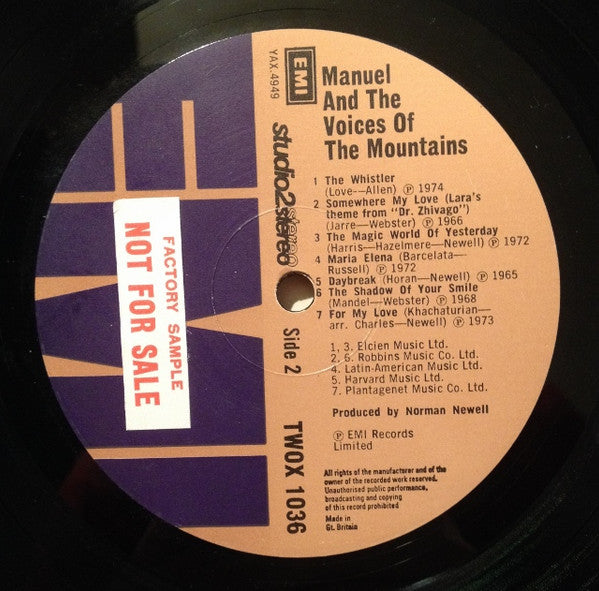 YAX.4949
EMI
studio2stereo
Side 2
TWOX 1036
Manuel
And The
Voices Of
The Mountains
1 The Whistler
(Love—Allen) ℗ 1974
2 Somewhere My Love (Lara's
theme from "Dr. Zhivago")
(Jarre—Webster) ℗ 1966
3 The Magic World Of Yesterday
(Harris—Hazelmere—Newell) ℗ 1972
4 Maria Elena (Barcelata—
Russell) ℗ 1972
5 Daybreak (Horan—Newell) ℗ 1965
6 The Shadow Of Your Smile
(Mandel—Webster) ℗ 1968
7 For My Love (Khachaturian—
arr. Charles—Newell) ℗ 1973
1, 3. Elcien Music Ltd.
2, 6. Robbins Music Co. Ltd.
4. Latin-American Music Ltd.
5. Harvard Music Ltd.
7. Plantagenet Music Co. Ltd.
Produced by Norman Newell
℗ EMI Records
Limited
All rights of the manufacturer and of the
owner of the recorded work reserved.
Unauthorised public performance,
broadcasting and copying
of this record prohibited
Made in
Gt. Britain
FACTORY SAMPLE
NOT FOR SALE
EMI